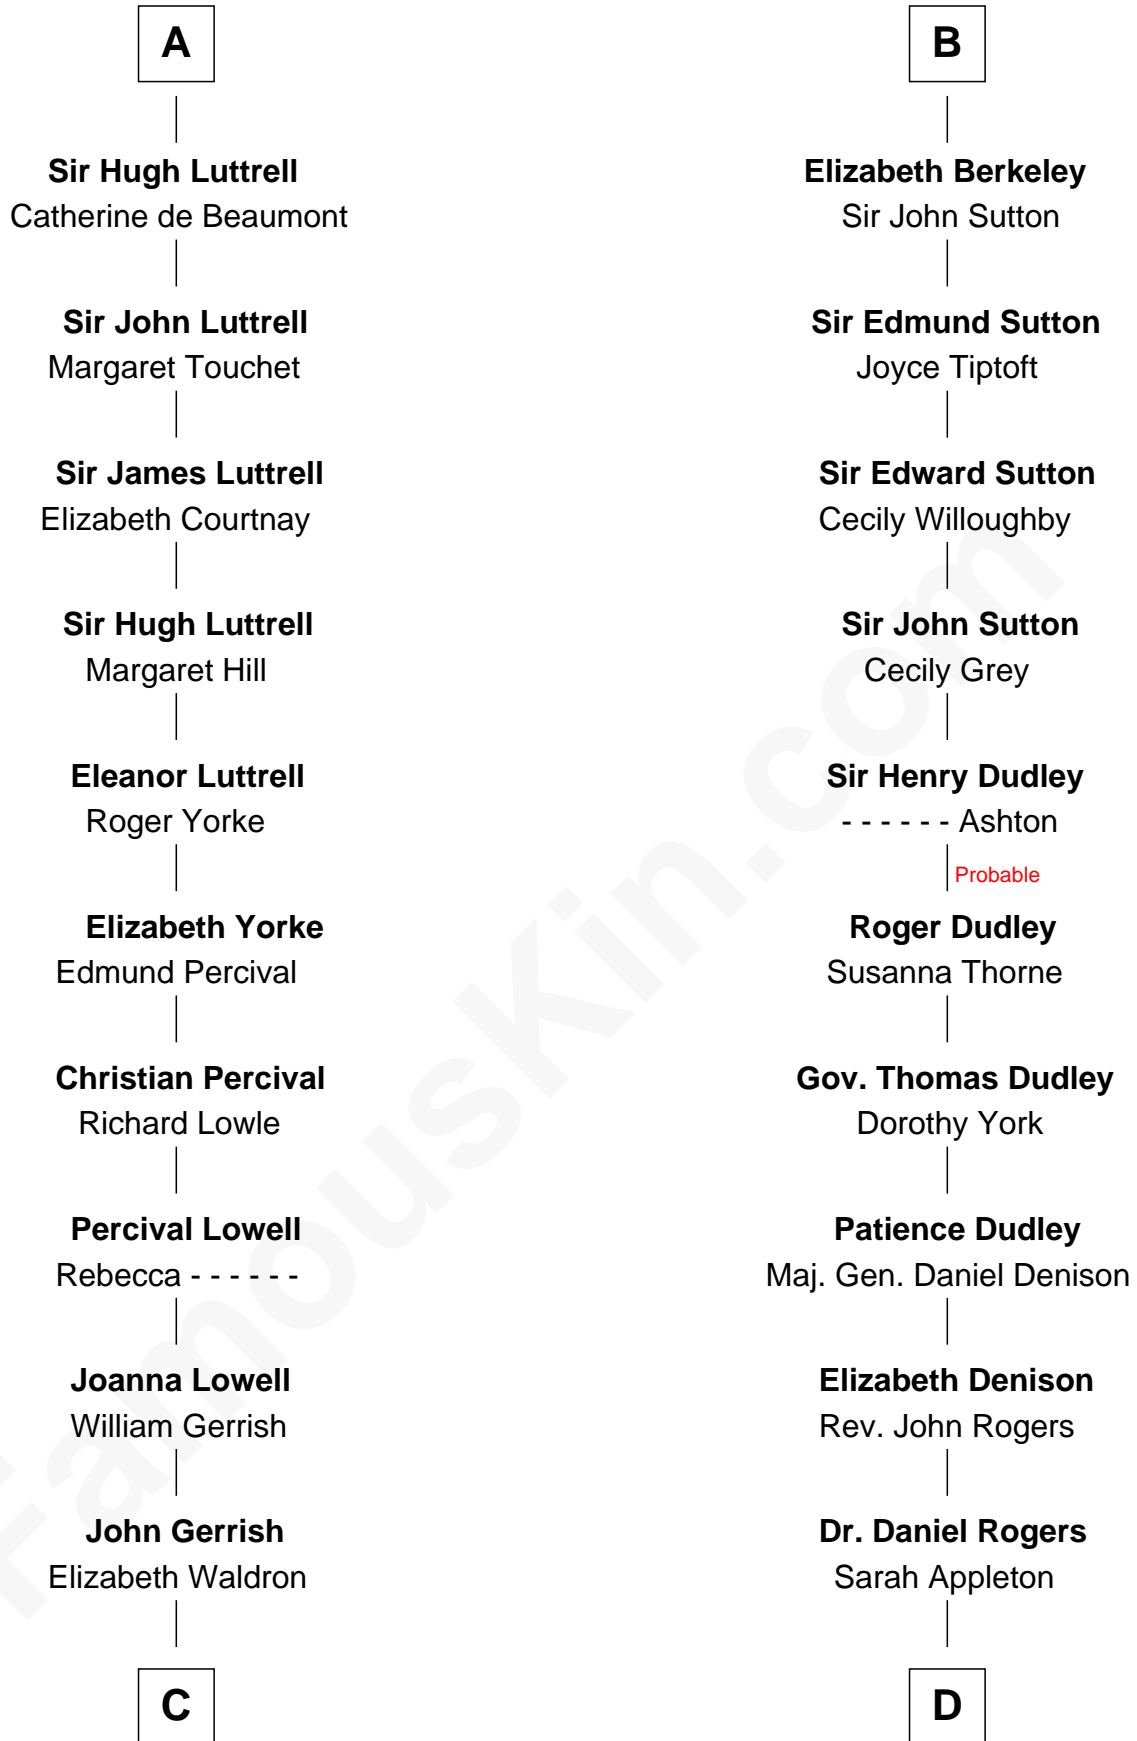 A
Sir Hugh Luttrell
Catherine de Beaumont
Sir John Luttrell
Margaret Touchet
Sir James Luttrell
Elizabeth Courtnay
Sir Hugh Luttrell
Margaret Hill
Eleanor Luttrell
Roger Yorke
Elizabeth Yorke
Edmund Percival
Christian Percival
Richard Lowle
Percival Lowell
Rebecca - - - - - -
Joanna Lowell
William Gerrish
John Gerrish
Elizabeth Waldron
C
B
Elizabeth Berkeley
Sir John Sutton
Sir Edmund Sutton
Joyce Tiptoft
Sir Edward Sutton
Cecily Willoughby
Sir John Sutton
Cecily Grey
Sir Henry Dudley
- - - - - - Ashton
Probable
Roger Dudley
Susanna Thorne
Gov. Thomas Dudley
Dorothy York
Patience Dudley
Maj. Gen. Daniel Denison
Elizabeth Denison
Rev. John Rogers
Dr. Daniel Rogers
Sarah Appleton
D
FamousKin.com